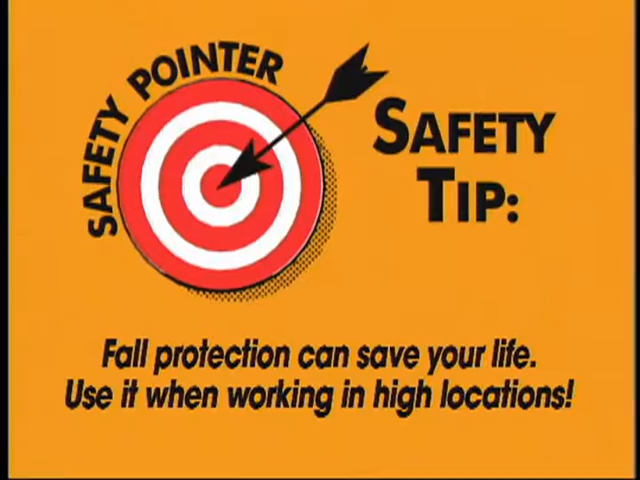 SAFETY POINTER
SAFETY
TIP:
Fall protection can save your life.
Use it when working in high locations!